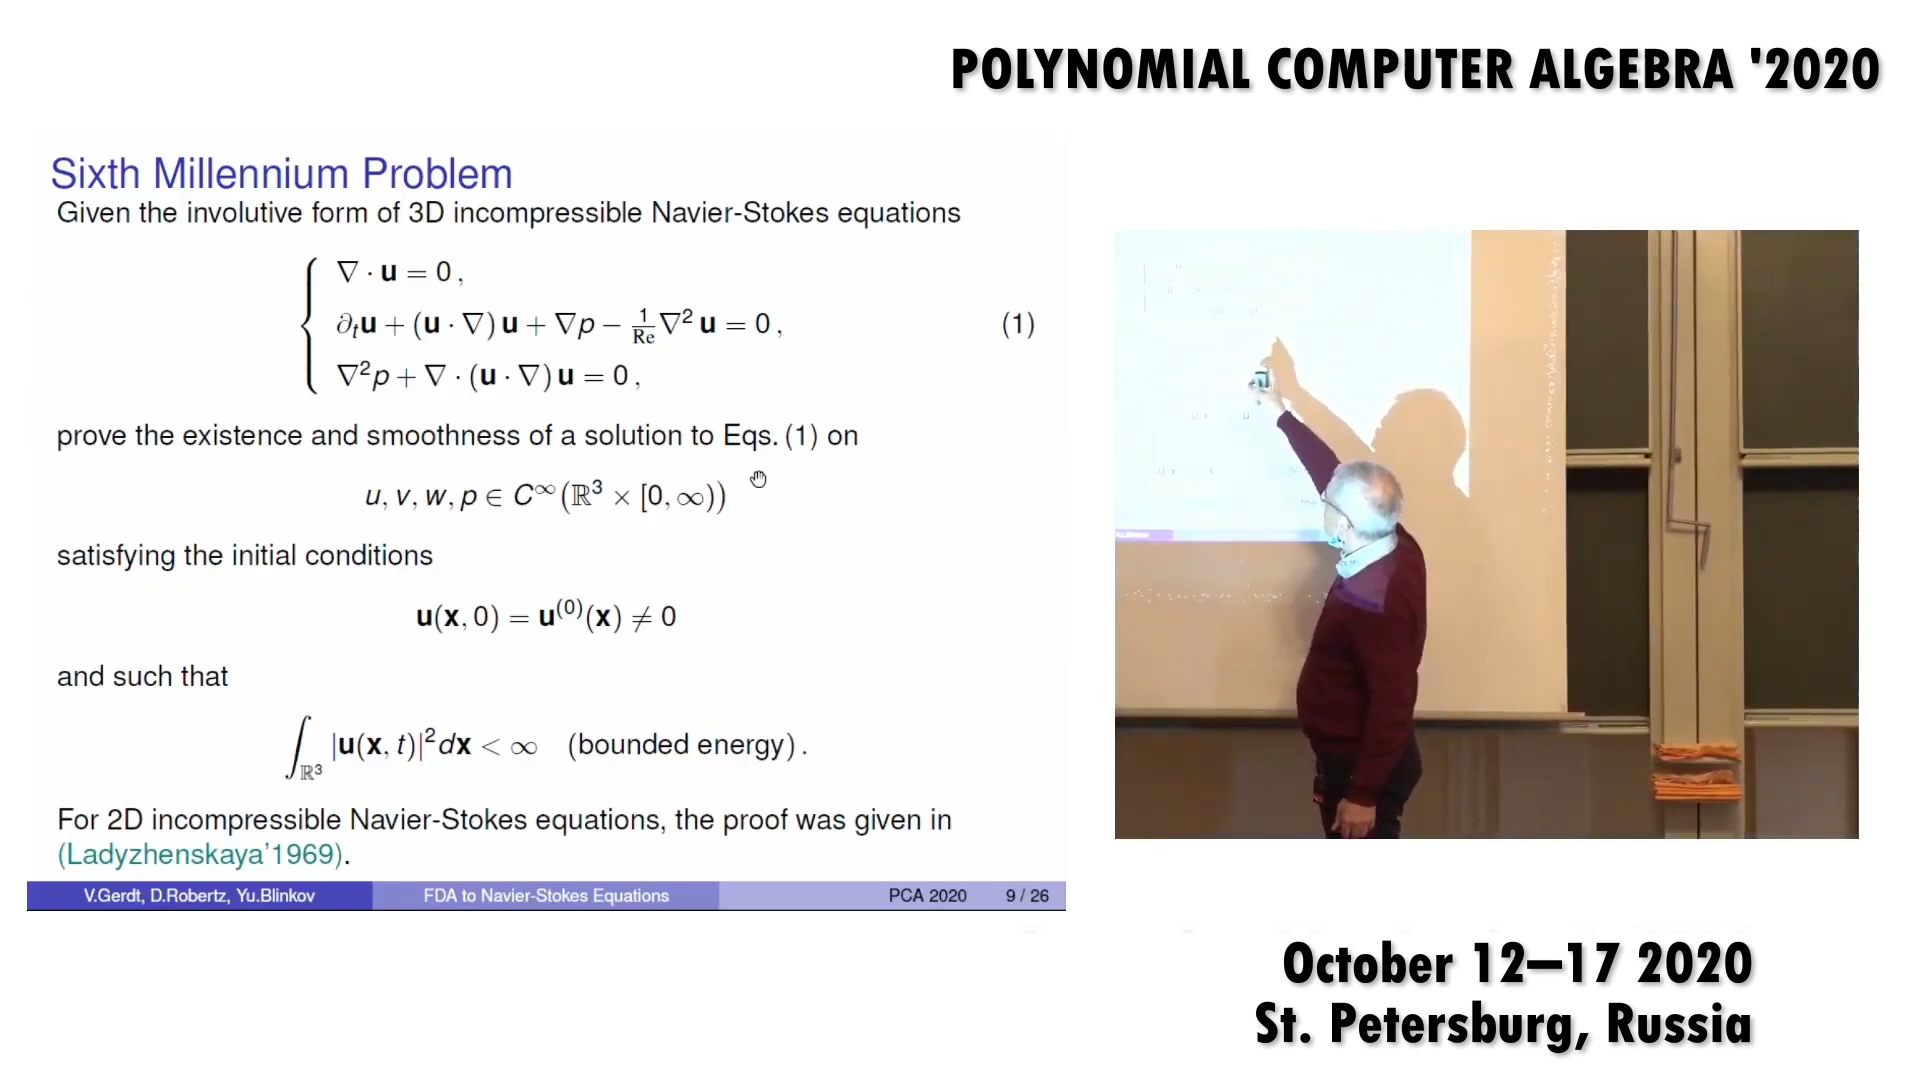 POLYNOMIAL COMPUTER ALGEBRA '2020
Sixth Millennium Problem
Given the involutive form of 3D incompressible Navier-Stokes equations
∇ · u = 0 ,
∂ₜu + (u · ∇) u + ∇p − 1/Re ∇² u = 0 ,
(1)
∇²p + ∇ · (u · ∇) u = 0 ,
prove the existence and smoothness of a solution to Eqs. (1) on
u, v, w, p ∈ C^∞(ℝ³ × [0, ∞))
satisfying the initial conditions
u(x, 0) = u⁽⁰⁾(x) ≠ 0
and such that
∫_ℝ³ |u(x, t)|² dx < ∞ (bounded energy) .
For 2D incompressible Navier-Stokes equations, the proof was given in
(Ladyzhenskaya'1969).
V.Gerdt, D.Robertz, Yu.Blinkov FDA to Navier-Stokes Equations PCA 2020 9 / 26
October 12–17 2020
St. Petersburg, Russia